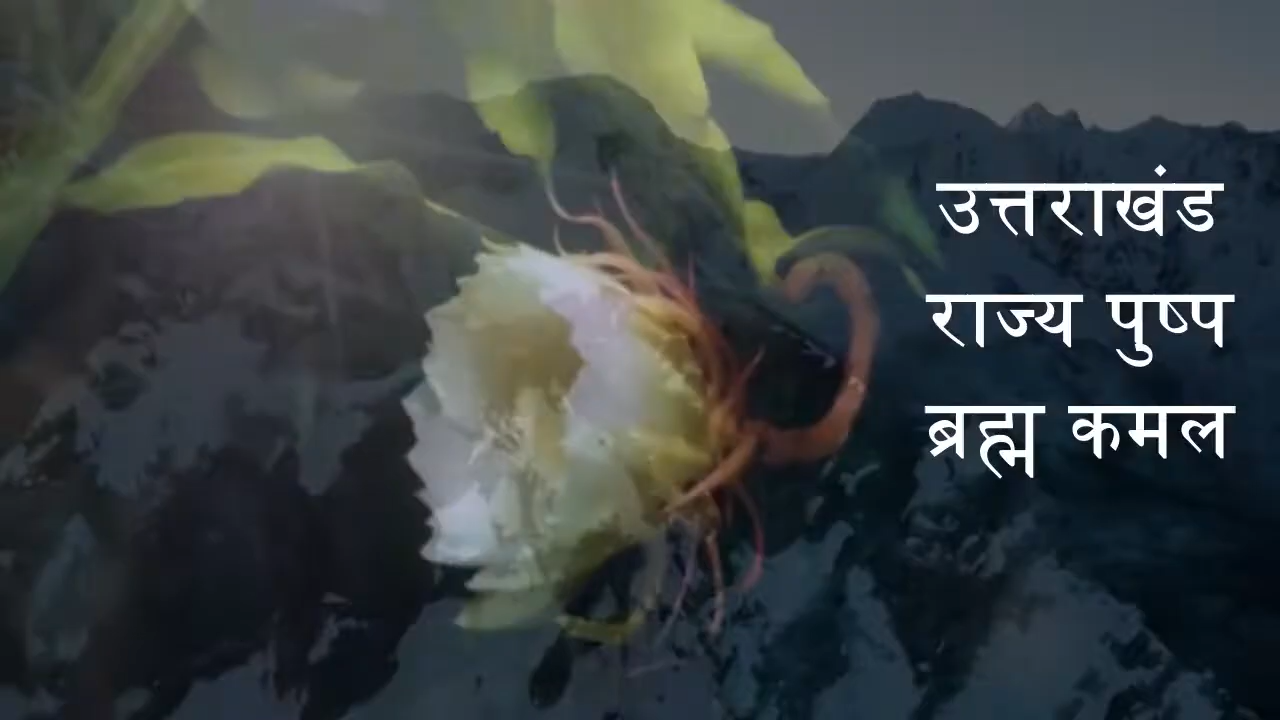 उत्तराखंड
राज्य पुष्प
ब्रह्म कमल